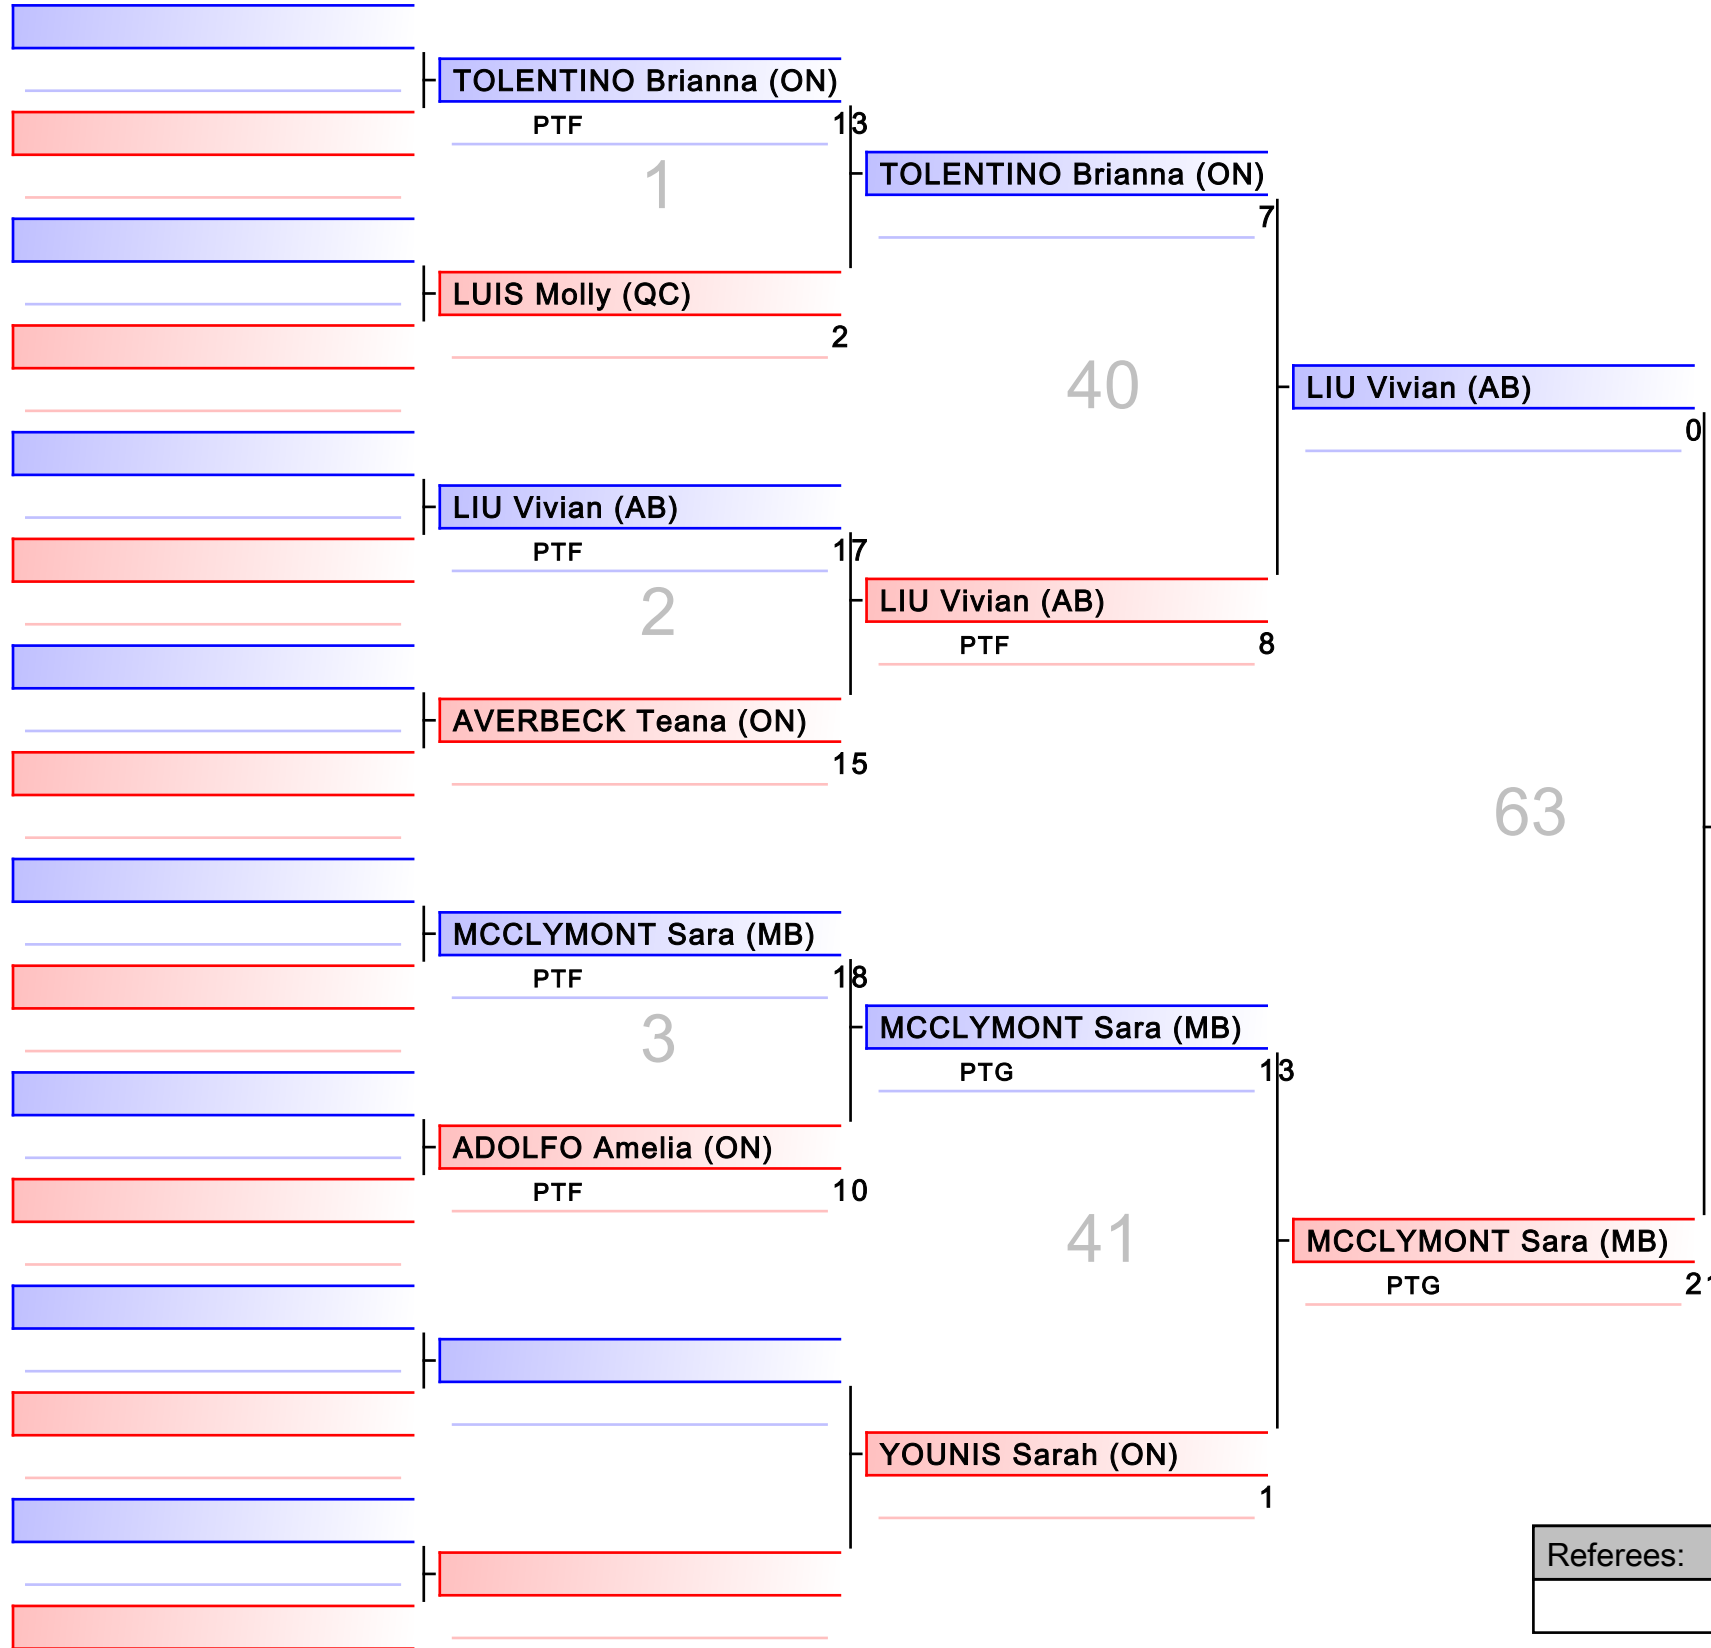 TOLENTINO Brianna (ON)
PTF 13
1
LUIS Molly (QC)
2
LIU Vivian (AB)
PTF 17
2
AVERBECK Teana (ON)
15
MCCLYMONT Sara (MB)
PTF 18
3
ADOLFO Amelia (ON)
PTF 10
TOLENTINO Brianna (ON)
7
40
LIU Vivian (AB)
PTF 8
MCCLYMONT Sara (MB)
PTG 13
41
YOUNIS Sarah (ON)
1
LIU Vivian (AB)
0
63
MCCLYMONT Sara (MB)
PTG
Referees: